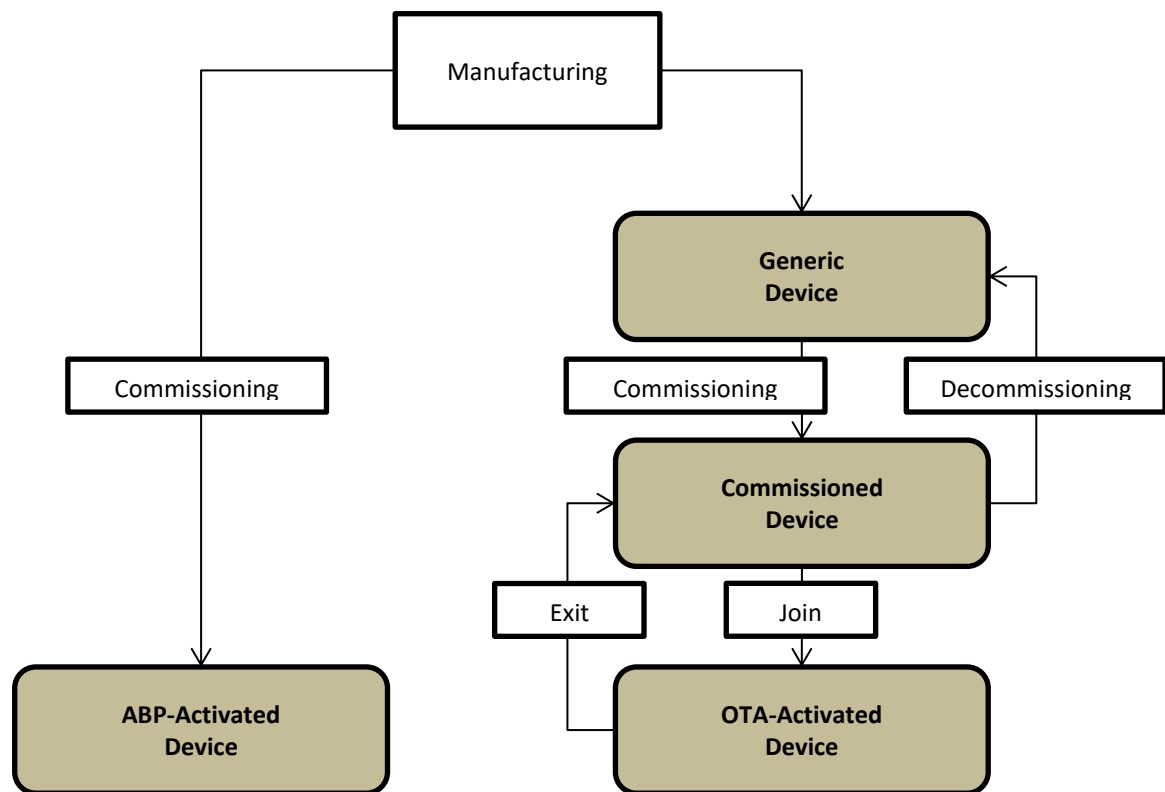 Manufacturing
Generic
Device
Commissioning
Commissioning
Decommissioning
Commissioned
Device
Exit
Join
ABP-Activated
Device
OTA-Activated
Device